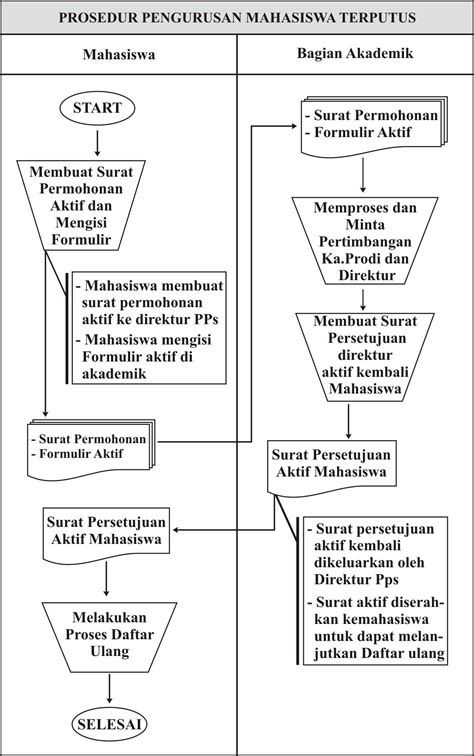 PROSEDUR PENGURUSAN MAHASISWA TERPUTUS
Mahasiswa
Bagian Akademik
START
Membuat Surat
Permohonan
Aktif dan
Mengisi
Formulir
- Mahasiswa membuat
surat permohonan
aktif ke direktur PPs
- Mahasiswa mengisi
Formulir aktif di
akademik
- Surat Permohonan
- Formulir Aktif
- Surat Permohonan
- Formulir Aktif
Memproses dan
Minta
Pertimbangan
Ka.Prodi dan
Direktur
Membuat Surat
Persetujuan
direktur
aktif kembali
Mahasiswa
Surat Persetujuan
Aktif Mahasiswa
- Surat persetujuan
aktif kembali
dikeluarkan oleh
Direktur Pps
- Surat aktif diserah-
kan kemahasiswa
untuk dapat melan-
jutkan Daftar ulang
Surat Persetujuan
Aktif Mahasiswa
Melakukan
Proses Daftar
Ulang
SELESAI